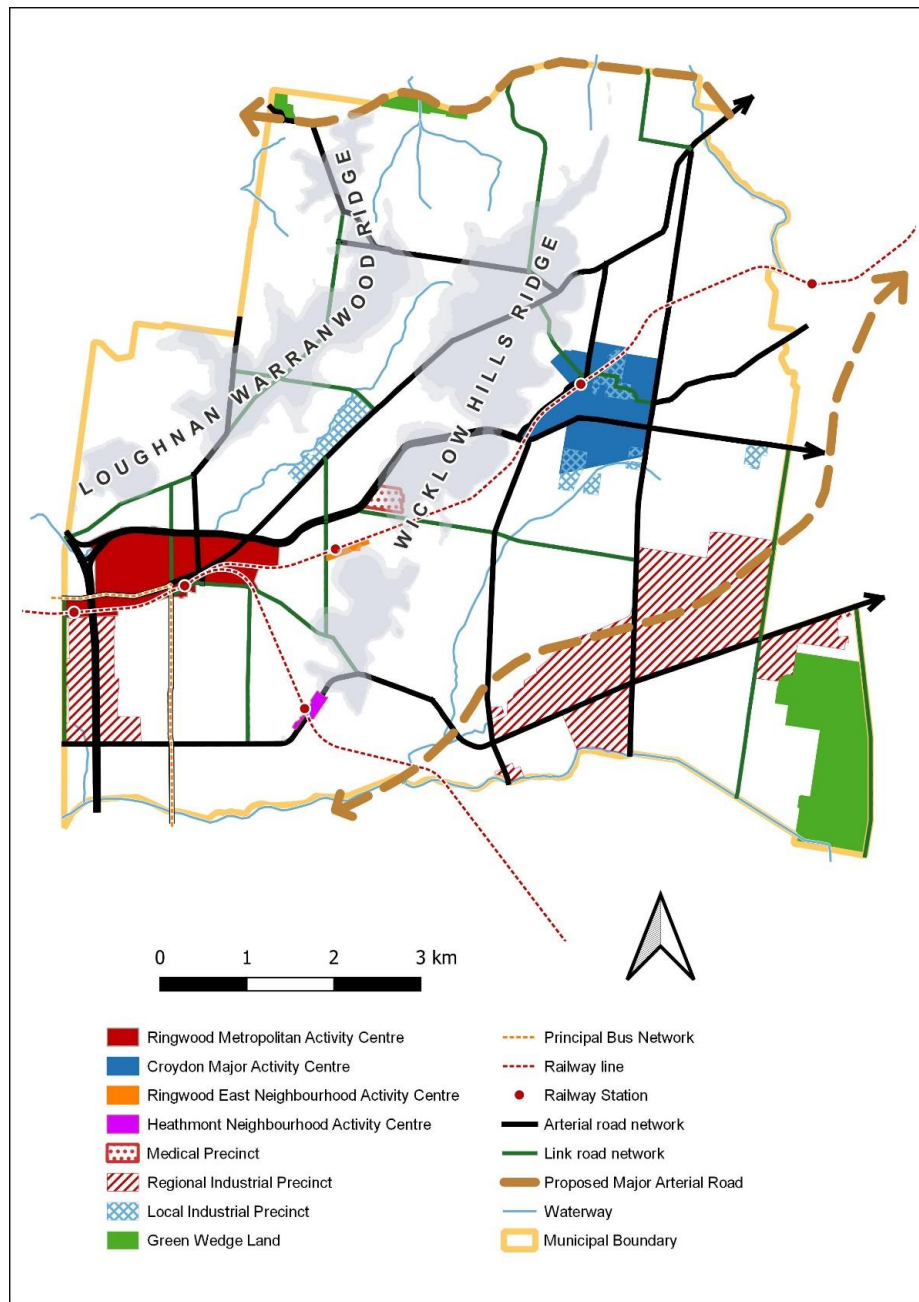 LOUGHNAN WARRANWOOD RIDGE
WICKLOW HILLS RIDGE
0 1 2 3 km
Ringwood Metropolitan Activity Centre
Croydon Major Activity Centre
Ringwood East Neighbourhood Activity Centre
Heathmont Neighbourhood Activity Centre
Medical Precinct
Regional Industrial Precinct
Local Industrial Precinct
Green Wedge Land
Principal Bus Network
Railway line
Railway Station
Arterial road network
Link road network
Proposed Major Arterial Road
Waterway
Municipal Boundary